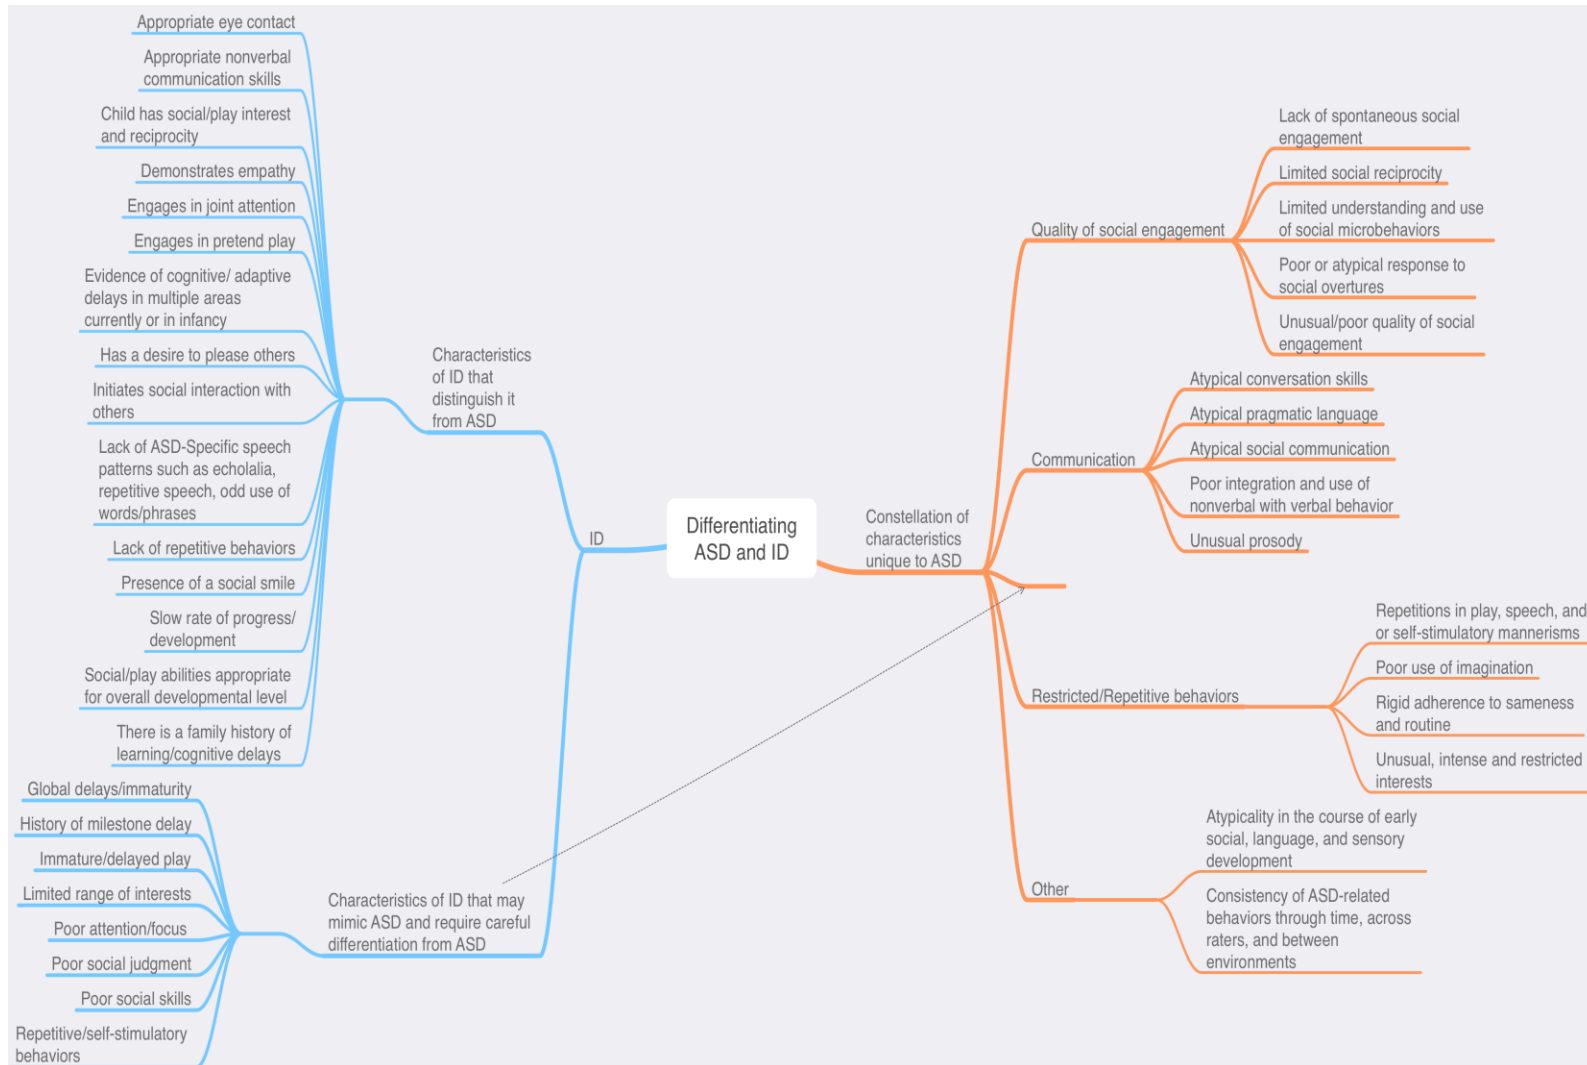 Differentiating
ASD and ID
ID
Characteristics
of ID that
distinguish it
from ASD
Appropriate eye contact
Appropriate nonverbal
communication skills
Child has social/play interest
and reciprocity
Demonstrates empathy
Engages in joint attention
Engages in pretend play
Evidence of cognitive/ adaptive
delays in multiple areas
currently or in infancy
Has a desire to please others
Initiates social interaction with
others
Lack of ASD-Specific speech
patterns such as echolalia,
repetitive speech, odd use of
words/phrases
Lack of repetitive behaviors
Presence of a social smile
Slow rate of progress/
development
Social/play abilities appropriate
for overall developmental level
There is a family history of
learning/cognitive delays
Characteristics of ID that may
mimic ASD and require careful
differentiation from ASD
Global delays/immaturity
History of milestone delay
Immature/delayed play
Limited range of interests
Poor attention/focus
Poor social judgment
Poor social skills
Repetitive/self-stimulatory
behaviors
Constellation of
characteristics
unique to ASD
Quality of social engagement
Lack of spontaneous social
engagement
Limited social reciprocity
Limited understanding and use
of social microbehaviors
Poor or atypical response to
social overtures
Unusual/poor quality of social
engagement
Communication
Atypical conversation skills
Atypical pragmatic language
Atypical social communication
Poor integration and use of
nonverbal with verbal behavior
Unusual prosody
Restricted/Repetitive behaviors
Repetitions in play, speech, and
or self-stimulatory mannerisms
Poor use of imagination
Rigid adherence to sameness
and routine
Unusual, intense and restricted
interests
Other
Atypicality in the course of early
social, language, and sensory
development
Consistency of ASD-related
behaviors through time, across
raters, and between
environments